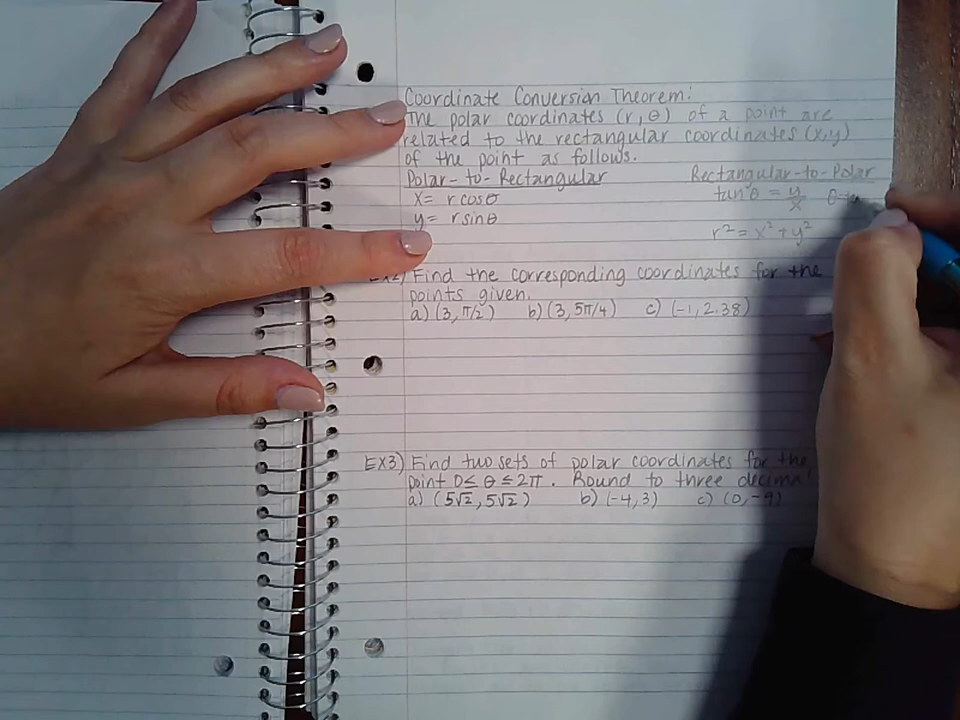 Coordinate Conversion Theorem:
The polar coordinates (r, θ) of a point are
related to the rectangular coordinates (x,y)
of the point as follows.
Polar-to-Rectangular Rectangular-to-Polar
x = r cosθ tan θ = y/x
y = r sinθ
r² = x² + y²
Find the corresponding coordinates for the
points given.
a) (3, π/2) b) (3, 5π/4) c) (-1, 2.38)
EX3) Find two sets of polar coordinates for the
point 0 ≤ θ ≤ 2π. Round to three
a) (5√2, 5√2) b) (-4, 3) c) (0, -9)